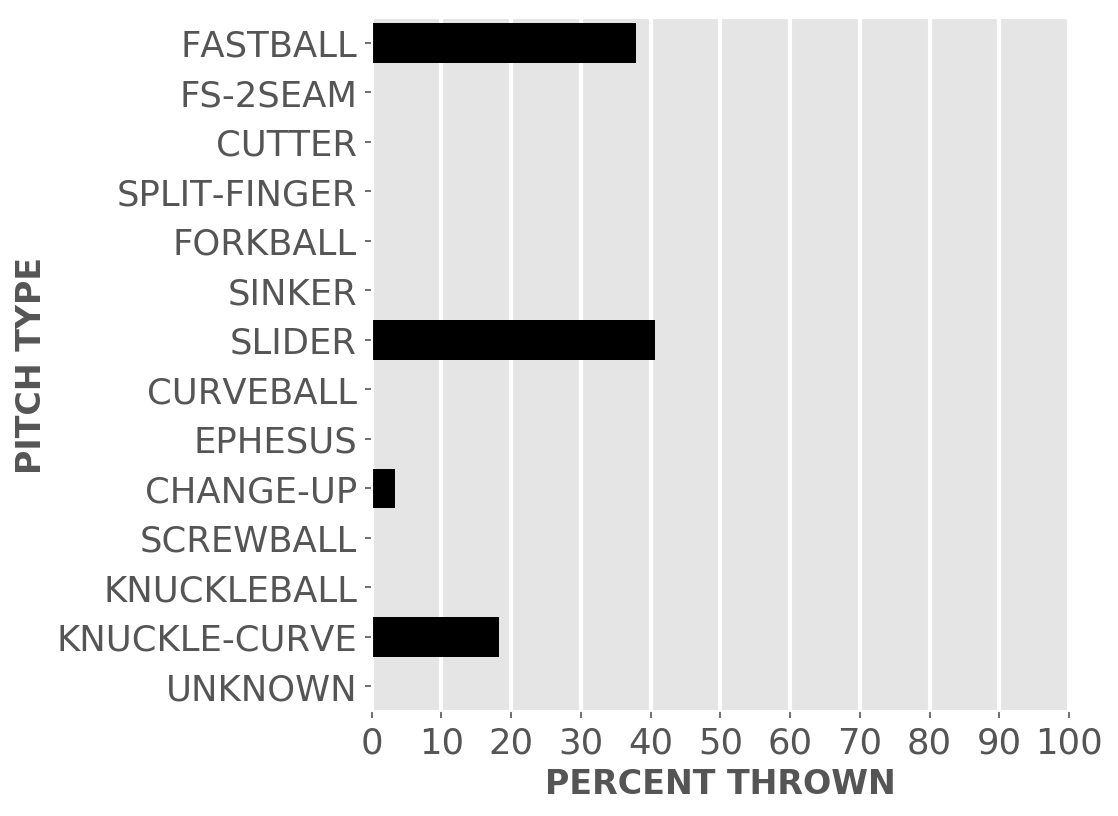 FASTBALL
FS-2SEAM
CUTTER
SPLIT-FINGER
FORKBALL
SINKER
SLIDER
CURVEBALL
EPHESUS
CHANGE-UP
SCREWBALL
KNUCKLEBALL
KNUCKLE-CURVE
UNKNOWN
PITCH TYPE
0 10 20 30 40 50 60 70 80 90 100
PERCENT THROWN